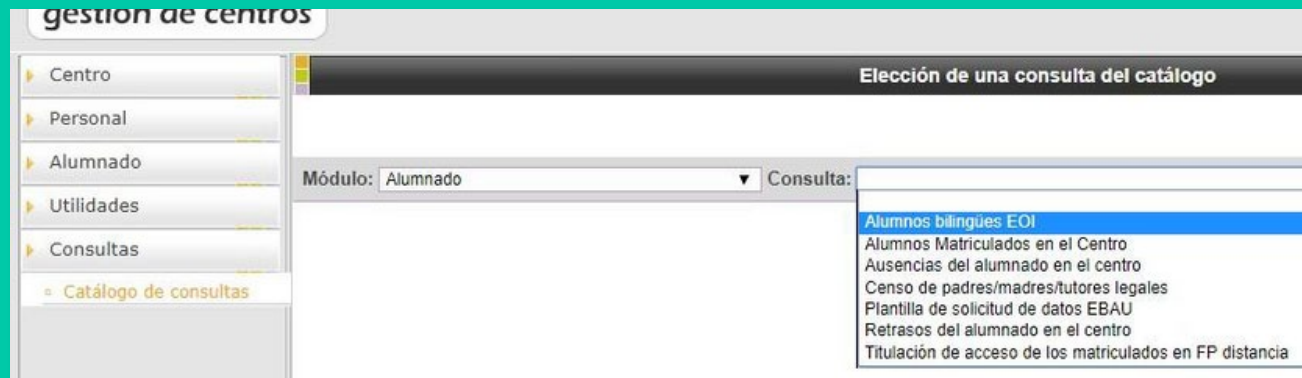 gestión de centros
Centro
Personal
Alumnado
Utilidades
Consultas
Catálogo de consultas
Elección de una consulta del catálogo
Módulo: Alumnado Consulta:
Alumnos bilingües EOI
Alumnos Matriculados en el Centro
Ausencias del alumnado en el centro
Censo de padres/madres/tutores legales
Plantilla de solicitud de datos EBAU
Retrasos del alumnado en el centro
Titulación de acceso de los matriculados en FP distancia